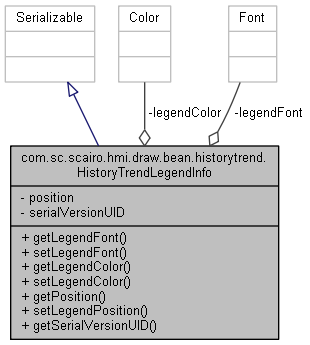 Serializable
Color
Font
-legendColor
-legendFont
com.sc.scairo.hmi.draw.bean.historytrend.
HistoryTrendLegendInfo
- position
- serialVersionUID
+ getLegendFont()
+ setLegendFont()
+ getLegendColor()
+ setLegendColor()
+ getPosition()
+ setLegendPosition()
+ getSerialVersionUID()